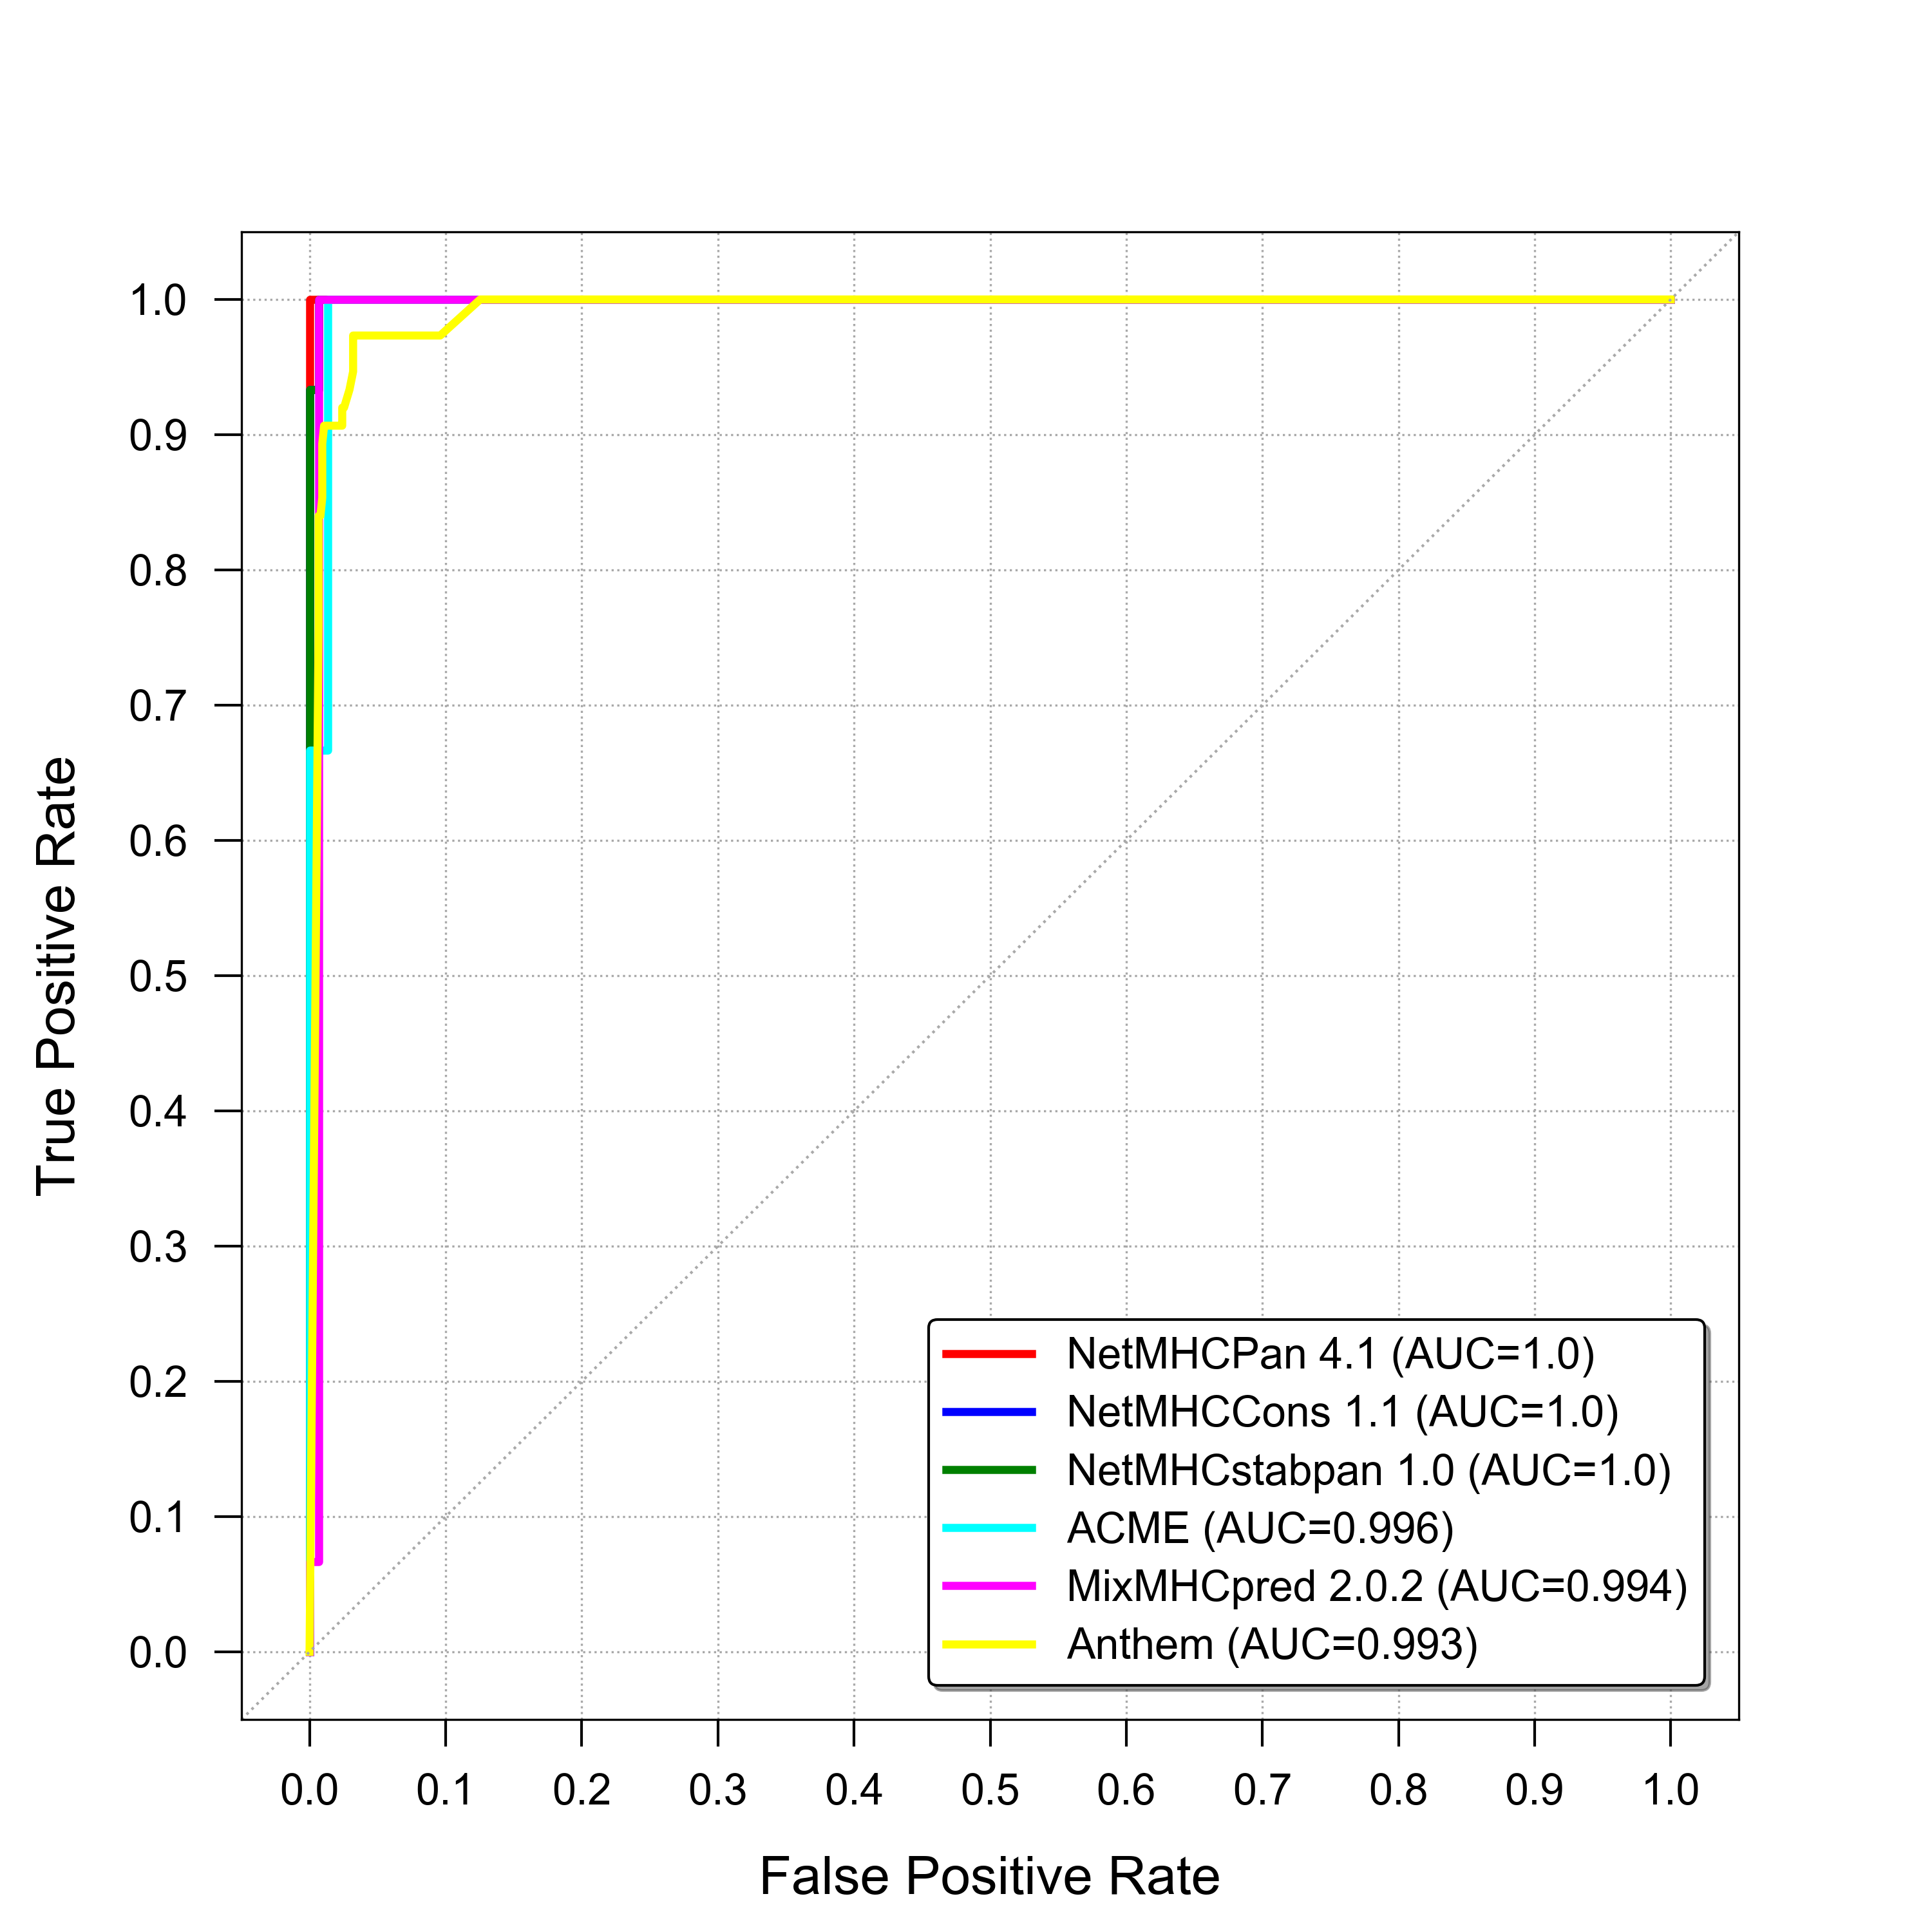 True Positive Rate
1.0
0.9
0.8
0.7
0.6
0.5
0.4
0.3
0.2
0.1
0.0
NetMHCPan 4.1 (AUC=1.0)
NetMHCCons 1.1 (AUC=1.0)
NetMHCstabpan 1.0 (AUC=1.0)
ACME (AUC=0.996)
MixMHCpred 2.0.2 (AUC=0.994)
Anthem (AUC=0.993)
0.0 0.1 0.2 0.3 0.4 0.5 0.6 0.7 0.8 0.9 1.0
False Positive Rate